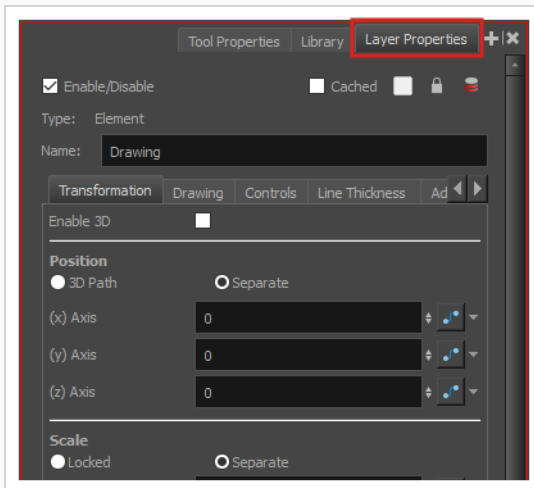 Tool Properties Library Layer Properties
Enable/Disable Cached
Type: Element
Name: Drawing
Transformation Drawing Controls Line Thickness Ad
Enable 3D
Position
3D Path Separate
(x) Axis 0
(y) Axis 0
(z) Axis 0
Scale
Locked Separate